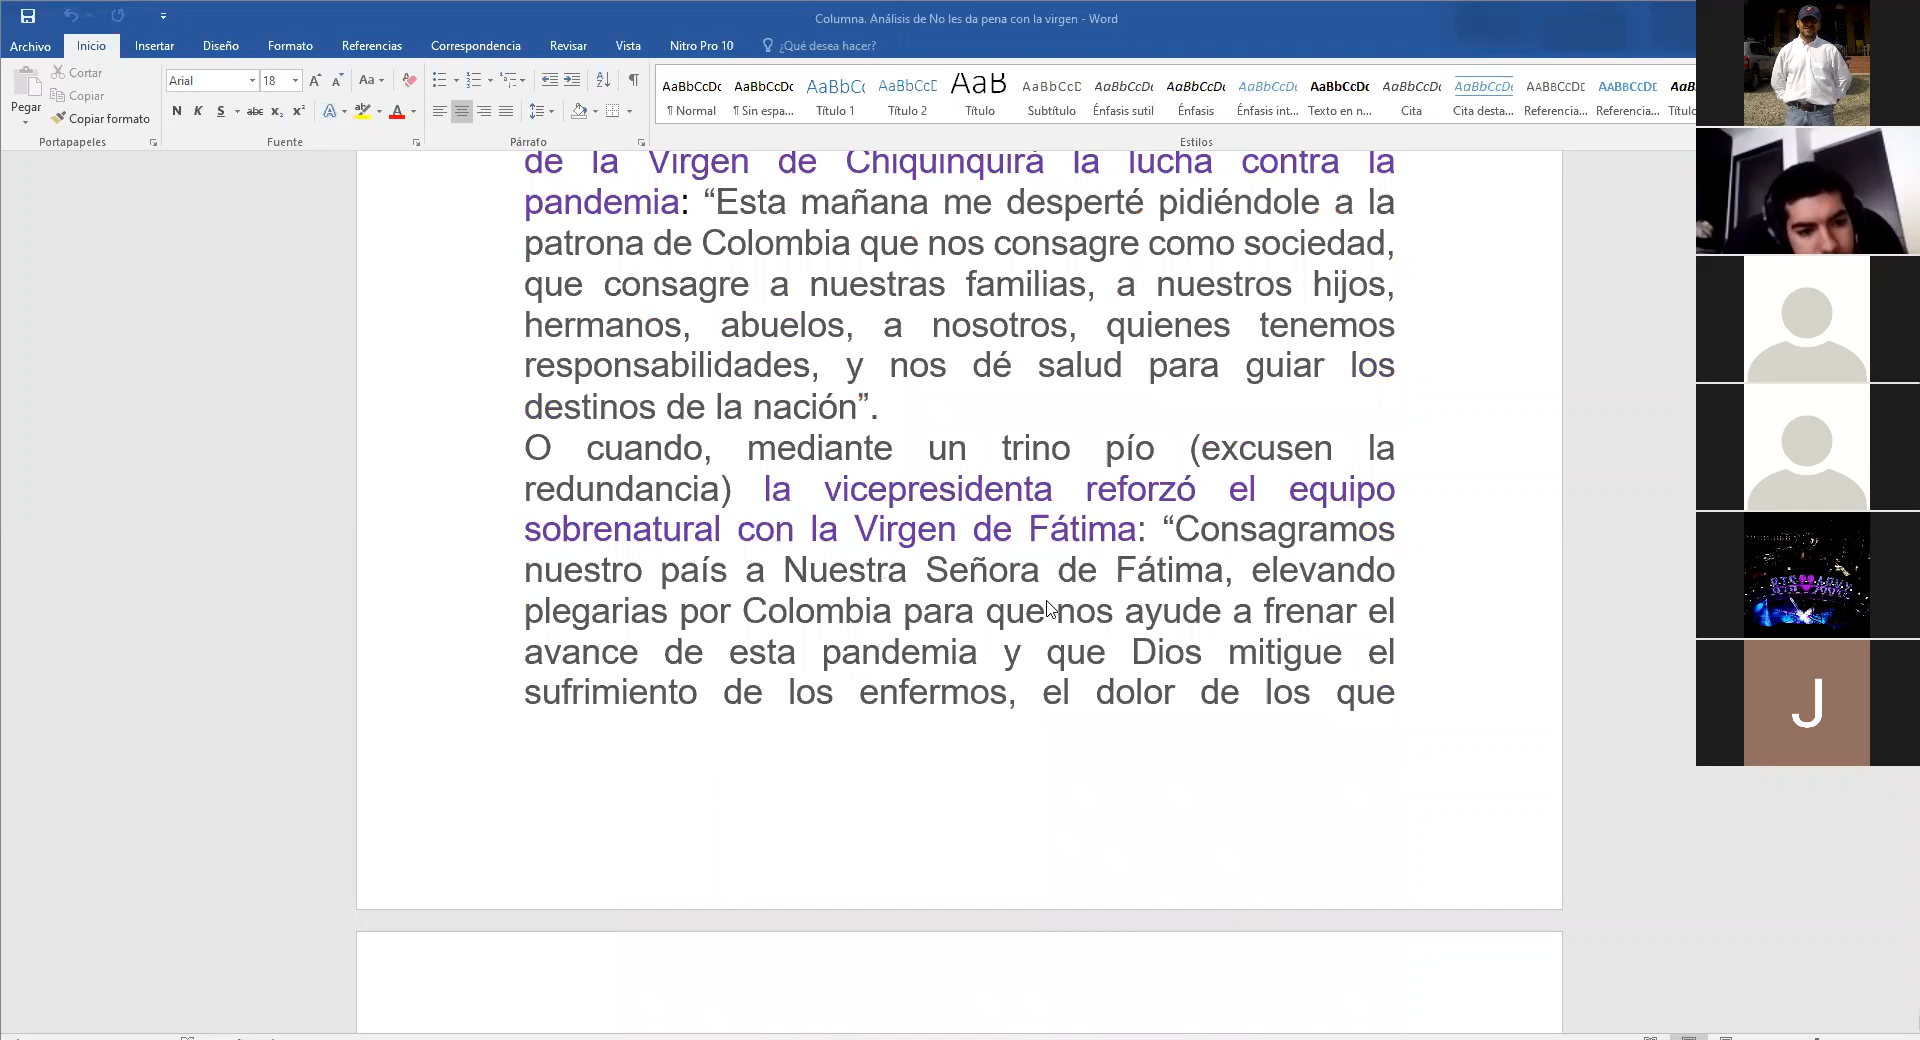 Columna. Análisis de No les da pena con la virgen - Word
Archivo Inicio Insertar Diseño Formato Referencias Correspondencia Revisar Vista Nitro Pro 10 ¿Qué desea hacer?
Pegar
Cortar
Copiar
Copiar formato
Portapapeles
Arial 18 Aa
N K S abc x₂ x² A A
Fuente
Párrafo
AaBbCcDc AaBbCcDc AaBbCc AaBbCcD AaB AaBbCcD AaBbCcDc AaBbCcDc AaBbCcDc AaBbCcDc AaBbCcDc AaBbCcDc AaBbCcDd AaBbCcDd
¶ Normal ¶ Sin espa... Título 1 Título 2 Título Subtítulo Énfasis sutil Énfasis Énfasis int... Texto en n... Cita Cita desta... Referencia... Referencia... Título
Estilos
de la Virgen de Chiquinquirá la lucha contra la
pandemia: “Esta mañana me desperté pidiéndole a la
patrona de Colombia que nos consagre como sociedad,
que consagre a nuestras familias, a nuestros hijos,
hermanos, abuelos, a nosotros, quienes tenemos
responsabilidades, y nos dé salud para guiar los
destinos de la nación”.
O cuando, mediante un trino pío (excusen la
redundancia) la vicepresidenta reforzó el equipo
sobrenatural con la Virgen de Fátima: “Consagramos
nuestro país a Nuestra Señora de Fátima, elevando
plegarias por Colombia para que nos ayude a frenar el
avance de esta pandemia y que Dios mitigue el
sufrimiento de los enfermos, el dolor de los que
J